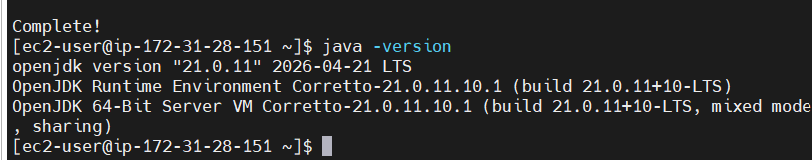 Complete!
[ec2-user@ip-172-31-28-151 ~]$ java -version
openjdk version "21.0.11" 2026-04-21 LTS
OpenJDK Runtime Environment Corretto-21.0.11.10.1 (build 21.0.11+10-LTS)
OpenJDK 64-Bit Server VM Corretto-21.0.11.10.1 (build 21.0.11+10-LTS, mixed mode
, sharing)
[ec2-user@ip-172-31-28-151 ~]$